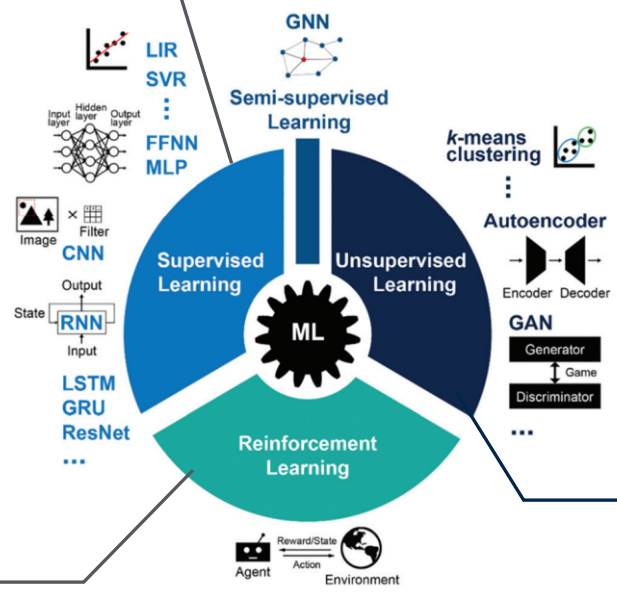 GNN
Semi-supervised
Learning
LIR
SVR
⋮
Input
layer
Hidden
layer
Output
layer
FFNN
MLP
Image
×
Filter
CNN
Output
State
RNN
Input
LSTM
GRU
ResNet
...
Supervised
Learning
Unsupervised
Learning
ML
Reinforcement
Learning
k-means
clustering
⋮
Autoencoder
Encoder
Decoder
GAN
Generator
Game
Discriminator
...
Reward/State
Action
Agent
Environment